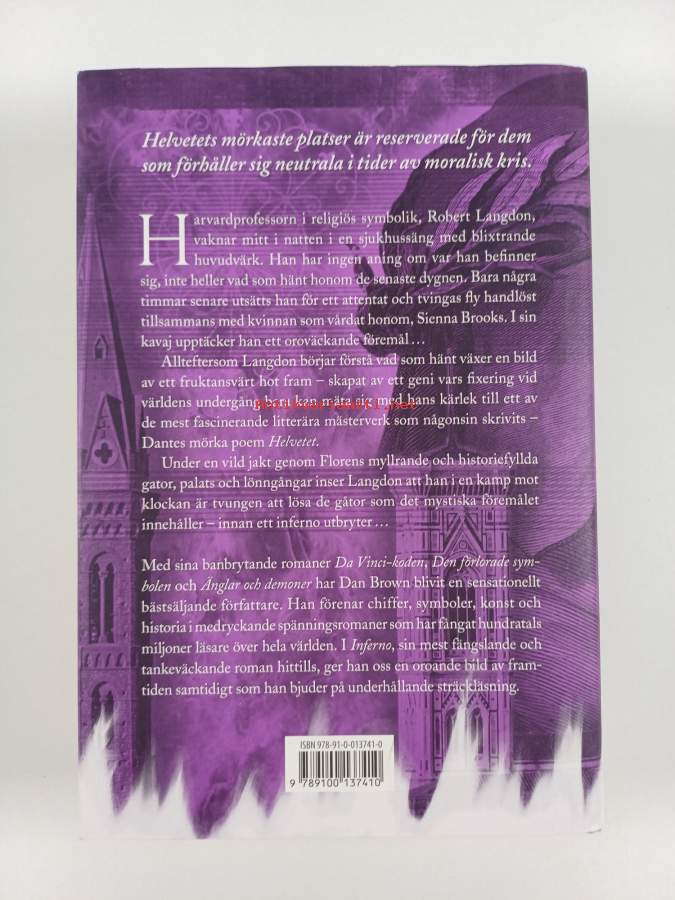 Helvetets mörkaste platser är reserverade för dem
som förhåller sig neutrala i tider av moralisk kris.
Harvardprofessorn i religiös symbolik, Robert Langdon,
vaknar mitt i natten i en sjukhussäng med blixtrande
huvudvärk. Han har ingen aning om var han befinner
sig, inte heller vad som hänt honom de senaste dygnen. Bara några
timmar senare utsätts han för ett attentat och tvingas fly handlöst
tillsammans med kvinnan som vårdat honom, Sienna Brooks. I sin
kavaj upptäcker han ett oroväckande föremål…
Allteftersom Langdon börjar förstå vad som hänt växer en bild
av ett fruktansvärt hot fram – skapat av ett geni vars fixering vid
världens undergång bara kan mäta sig med hans kärlek till ett av
de mest fascinerande litterära mästerverk som någonsin skrivits –
Dantes mörka poem Helvetet.
Under en vild jakt genom Florens myllrande och historiefyllda
gator, palats och lönngångar inser Langdon att han i en kamp mot
klockan är tvungen att lösa de gåtor som det mystiska föremålet
innehåller – innan ett inferno utbryter…
Med sina banbrytande romaner Da Vinci-koden, Den förlorade sym-
bolen och Änglar och demoner har Dan Brown blivit en sensationellt
bästsäljande författare. Han förenar chiffer, symboler, konst och
historia i medryckande spänningsromaner som har fångat hundratals
miljoner läsare över hela världen. I Inferno, sin mest fängslande och
tankeväckande roman hittills, ger han oss en oroande bild av fram-
tiden samtidigt som han bjuder på underhållande sträckläsning.
ISBN 978-91-0-013741-0
9 789100 137410